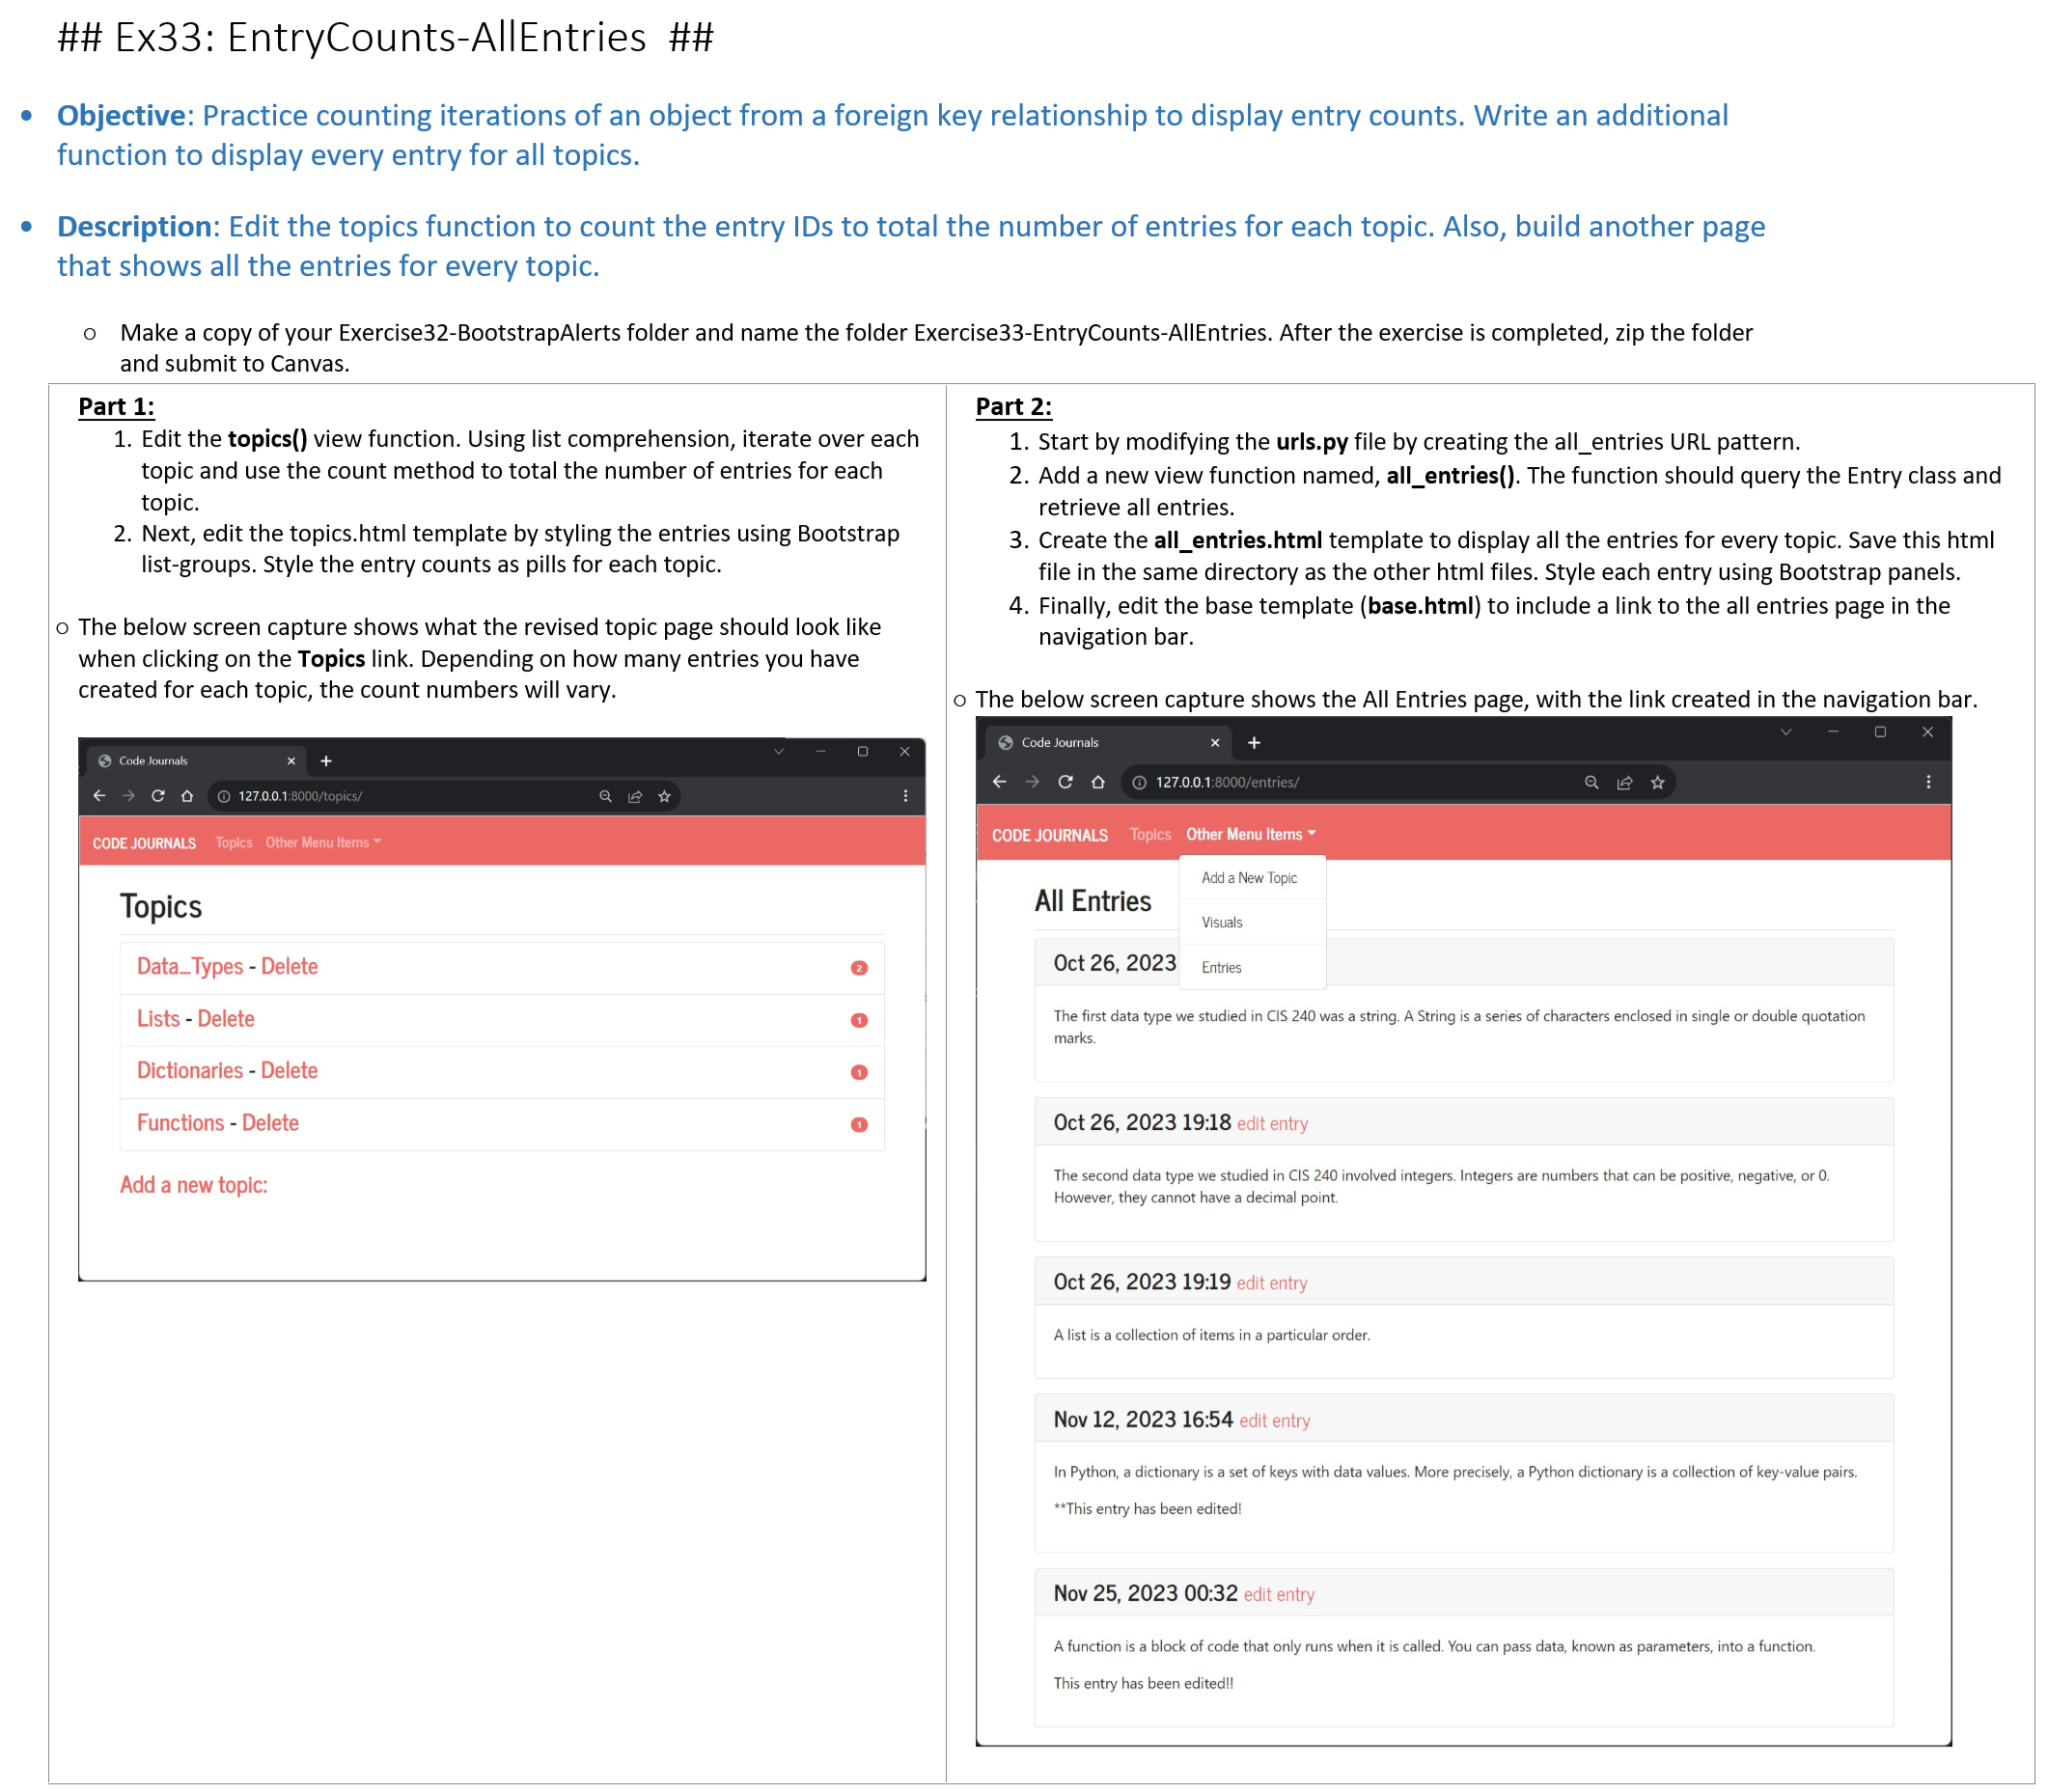 ## Ex33: EntryCounts-AllEntries ##
• Objective: Practice counting iterations of an object from a foreign key relationship to display entry counts. Write an additional
function to display every entry for all topics.
• Description: Edit the topics function to count the entry IDs to total the number of entries for each topic. Also, build another page
that shows all the entries for every topic.
o Make a copy of your Exercise32-BootstrapAlerts folder and name the folder Exercise33-EntryCounts-AllEntries. After the exercise is completed, zip the folder
and submit to Canvas.
Part 1:
1. Edit the topics() view function. Using list comprehension, iterate over each
topic and use the count method to total the number of entries for each
topic.
2. Next, edit the topics.html template by styling the entries using Bootstrap
list-groups. Style the entry counts as pills for each topic.
o The below screen capture shows what the revised topic page should look like
when clicking on the Topics link. Depending on how many entries you have
created for each topic, the count numbers will vary.
Code Journals
127.0.0.1:8000/topics/
CODE JOURNALS Topics Other Menu Items
Topics
Data_Types - Delete 2
Lists - Delete 1
Dictionaries - Delete 1
Functions - Delete 1
Add a new topic:
Part 2:
1. Start by modifying the urls.py file by creating the all_entries URL pattern.
2. Add a new view function named, all_entries(). The function should query the Entry class and
retrieve all entries.
3. Create the all_entries.html template to display all the entries for every topic. Save this html
file in the same directory as the other html files. Style each entry using Bootstrap panels.
4. Finally, edit the base template (base.html) to include a link to the all entries page in the
navigation bar.
o The below screen capture shows the All Entries page, with the link created in the navigation bar.
Code Journals
127.0.0.1:8000/entries/
CODE JOURNALS Topics Other Menu Items
Add a New Topic
Visuals
Entries
All Entries
Oct 26, 2023
The first data type we studied in CIS 240 was a string. A String is a series of characters enclosed in single or double quotation
marks.
Oct 26, 2023 19:18 edit entry
The second data type we studied in CIS 240 involved integers. Integers are numbers that can be positive, negative, or 0.
However, they cannot have a decimal point.
Oct 26, 2023 19:19 edit entry
A list is a collection of items in a particular order.
Nov 12, 2023 16:54 edit entry
In Python, a dictionary is a set of keys with data values. More precisely, a Python dictionary is a collection of key-value pairs.
**This entry has been edited!
Nov 25, 2023 00:32 edit entry
A function is a block of code that only runs when it is called. You can pass data, known as parameters, into a function.
This entry has been edited!!